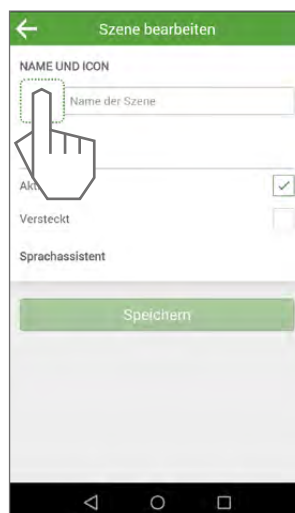 Szene bearbeiten
NAME UND ICON
Name der Szene
Versteckt
Sprachassistent
Speichern